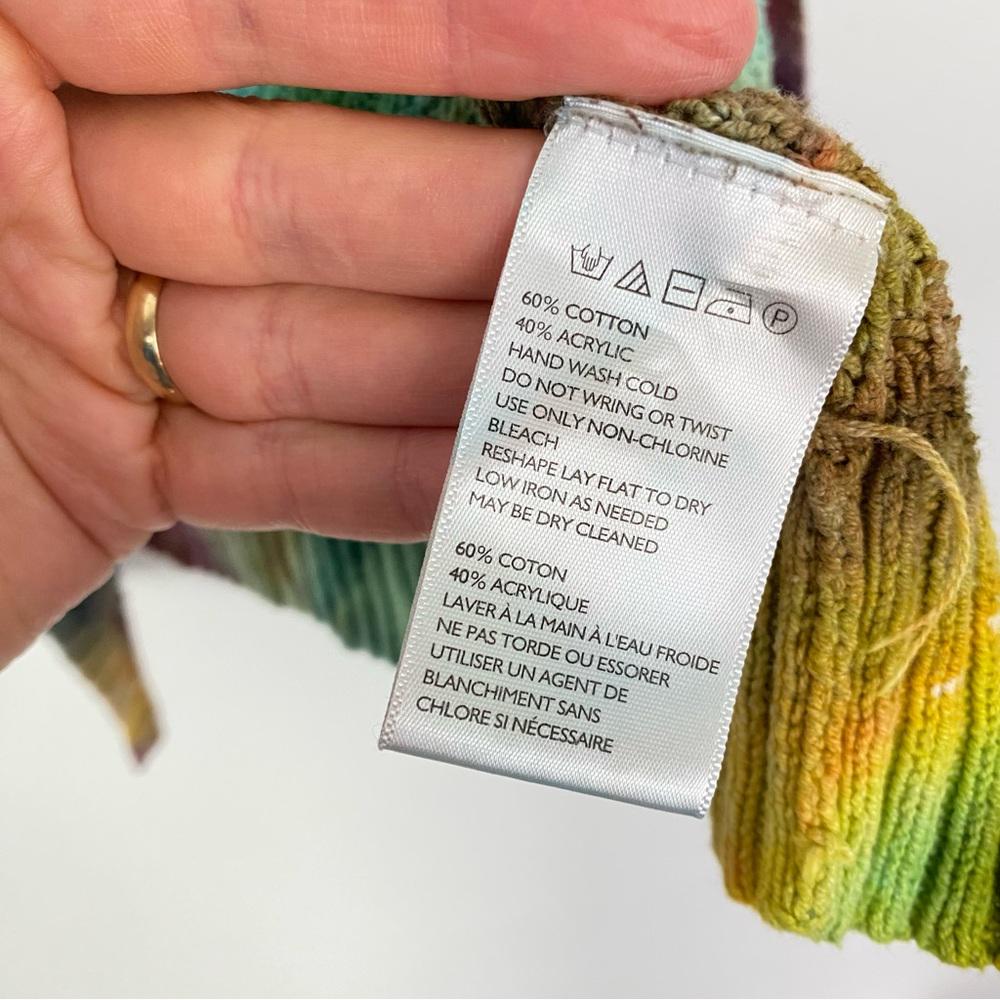 P
60% COTTON
40% ACRYLIC
HAND WASH COLD
DO NOT WRING OR TWIST
USE ONLY NON-CHLORINE
BLEACH
RESHAPE LAY FLAT TO DRY
LOW IRON AS NEEDED
MAY BE DRY CLEANED
60% COTON
40% ACRYLIQUE
LAVER À LA MAIN À L'EAU FROIDE
NE PAS TORDE OU ESSORER
UTILISER UN AGENT DE
BLANCHIMENT SANS
CHLORE SI NÉCESSAIRE